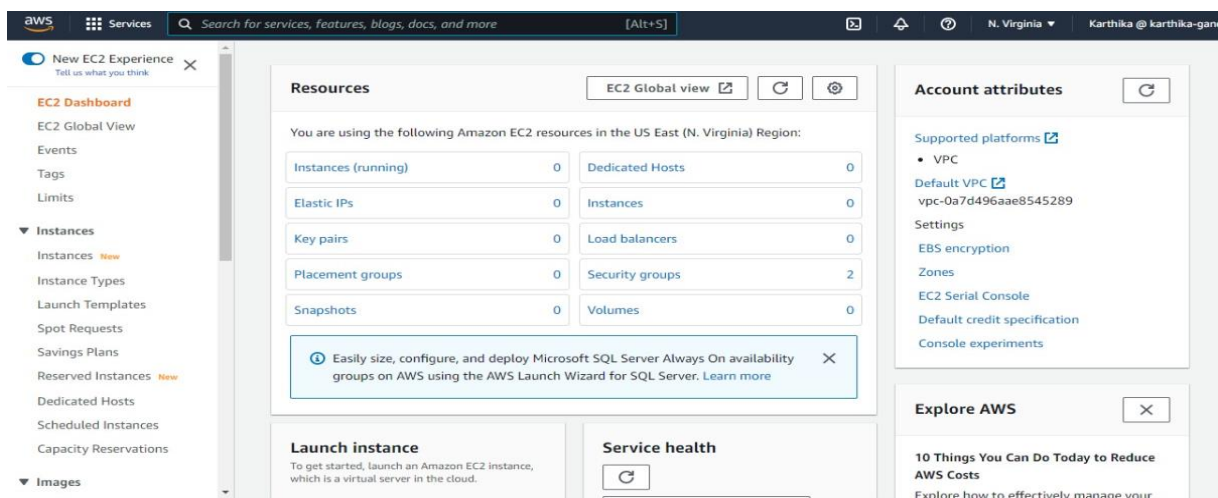 aws
Services
Search for services, features, blogs, docs, and more
[Alt+S]
N. Virginia
Karthika @ karthika-gan
New EC2 Experience
Tell us what you think
EC2 Dashboard
EC2 Global View
Events
Tags
Limits
Instances
Instances New
Instance Types
Launch Templates
Spot Requests
Savings Plans
Reserved Instances New
Dedicated Hosts
Scheduled Instances
Capacity Reservations
Images
Resources
EC2 Global view
You are using the following Amazon EC2 resources in the US East (N. Virginia) Region:
Instances (running) 0
Dedicated Hosts 0
Elastic IPs 0
Instances 0
Key pairs 0
Load balancers 0
Placement groups 0
Security groups 2
Snapshots 0
Volumes 0
Easily size, configure, and deploy Microsoft SQL Server Always On availability
groups on AWS using the AWS Launch Wizard for SQL Server. Learn more
Launch instance
To get started, launch an Amazon EC2 instance,
which is a virtual server in the cloud.
Service health
Account attributes
Supported platforms
• VPC
Default VPC
vpc-0a7d496aae8545289
Settings
EBS encryption
Zones
EC2 Serial Console
Default credit specification
Console experiments
Explore AWS
10 Things You Can Do Today to Reduce
AWS Costs
Explore how to effectively manage your